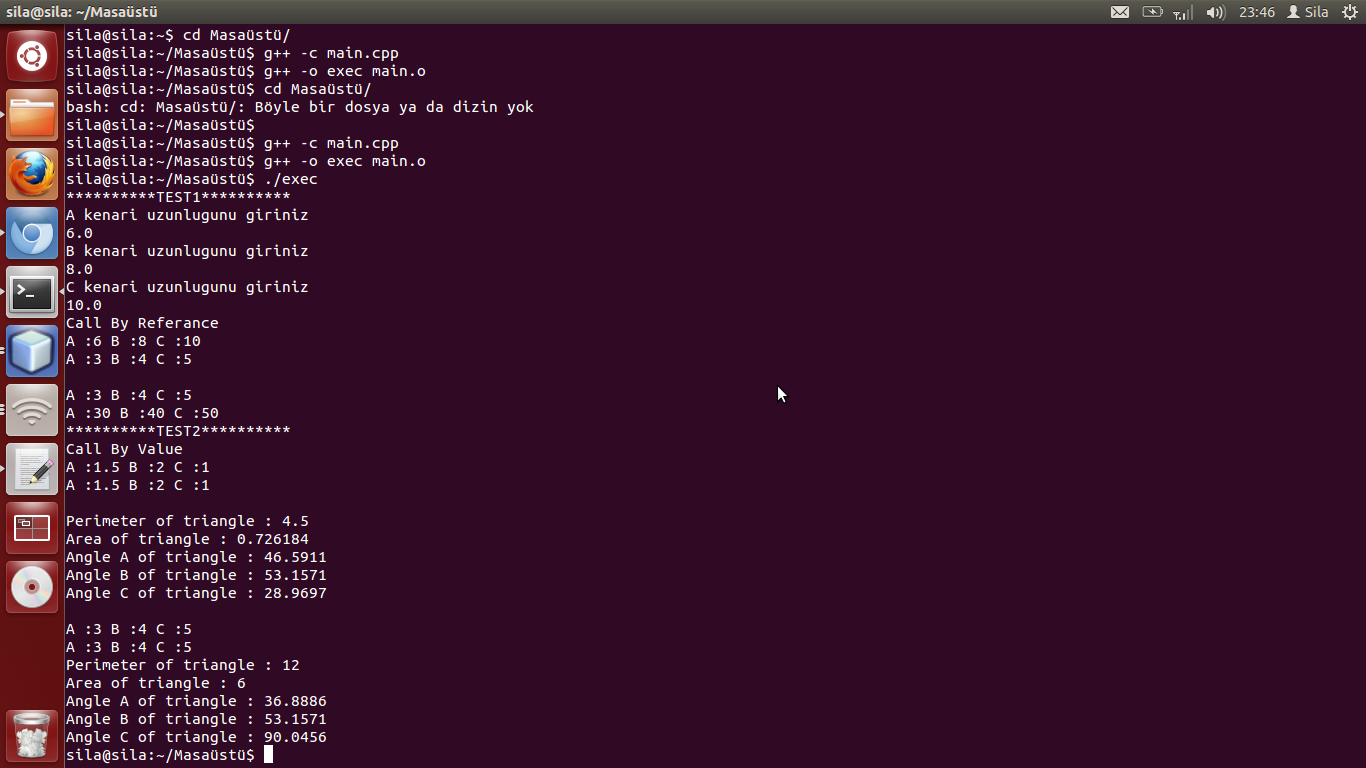 sila@sila: ~/Masaüstü
23:46 Sila
sila@sila:~$ cd Masaüstü/
sila@sila:~/Masaüstü$ g++ -c main.cpp
sila@sila:~/Masaüstü$ g++ -o exec main.o
sila@sila:~/Masaüstü$ cd Masaüstü/
bash: cd: Masaüstü/: Böyle bir dosya ya da dizin yok
sila@sila:~/Masaüstü$
sila@sila:~/Masaüstü$ g++ -c main.cpp
sila@sila:~/Masaüstü$ g++ -o exec main.o
sila@sila:~/Masaüstü$ ./exec
**********TEST1**********
A kenari uzunlugunu giriniz
6.0
B kenari uzunlugunu giriniz
8.0
C kenari uzunlugunu giriniz
10.0
Call By Referance
A :6 B :8 C :10
A :3 B :4 C :5
A :3 B :4 C :5
A :30 B :40 C :50
**********TEST2**********
Call By Value
A :1.5 B :2 C :1
A :1.5 B :2 C :1
Perimeter of triangle : 4.5
Area of triangle : 0.726184
Angle A of triangle : 46.5911
Angle B of triangle : 53.1571
Angle C of triangle : 28.9697
A :3 B :4 C :5
A :3 B :4 C :5
Perimeter of triangle : 12
Area of triangle : 6
Angle A of triangle : 36.8886
Angle B of triangle : 53.1571
Angle C of triangle : 90.0456
sila@sila:~/Masaüstü$